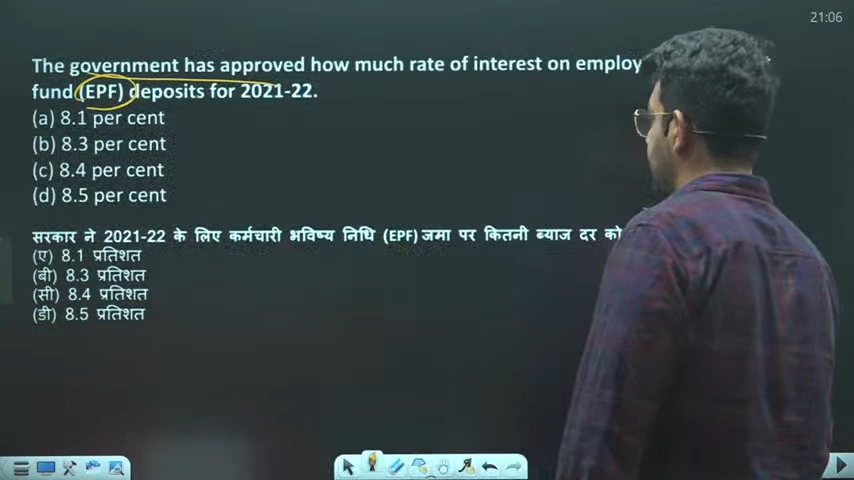 21:06
The government has approved how much rate of interest on employ
fund (EPF) deposits for 2021-22.
(a) 8.1 per cent
(b) 8.3 per cent
(c) 8.4 per cent
(d) 8.5 per cent
सरकार ने 2021-22 के लिए कर्मचारी भविष्य निधि (EPF) जमा पर कितनी ब्याज दर को
(ए) 8.1 प्रतिशत
(बी) 8.3 प्रतिशत
(सी) 8.4 प्रतिशत
(डी) 8.5 प्रतिशत